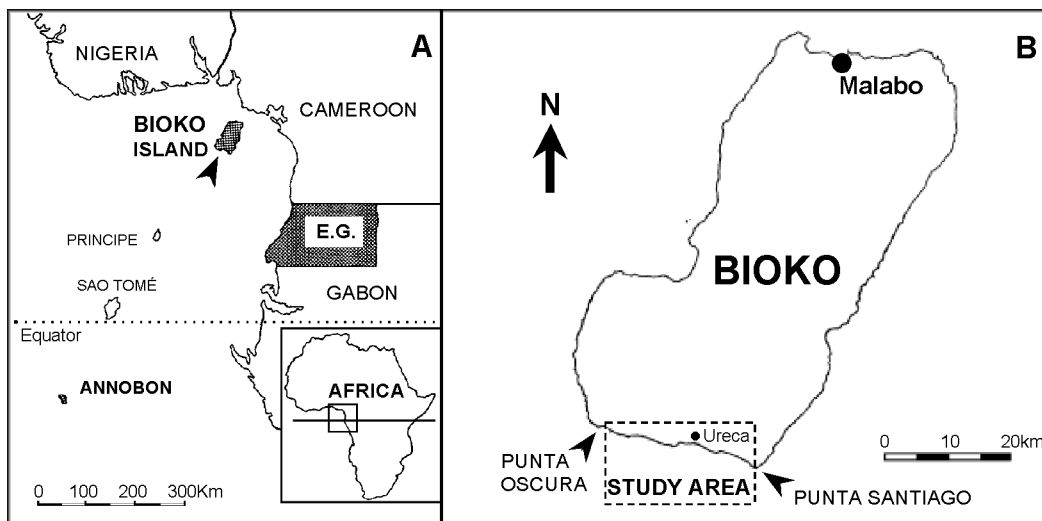 NIGERIA
A
CAMEROON
BIOKO
ISLAND
E.G.
PRINCIPE
SAO TOMÉ
GABON
Equator
ANNOBON
AFRICA
0 100 200 300Km
B
Malabo
N
BIOKO
Ureca
PUNTA
OSCURA
STUDY AREA
PUNTA SANTIAGO
0 10 20km